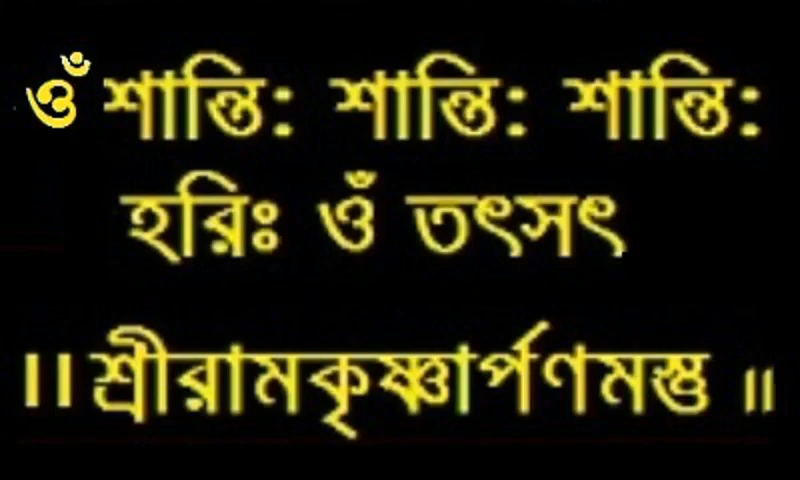 ওঁ শান্তি: শান্তি: শান্তি:
হরিঃ ওঁ তৎসৎ
।। শ্রীরামকৃষ্ণার্পণমস্তু ॥